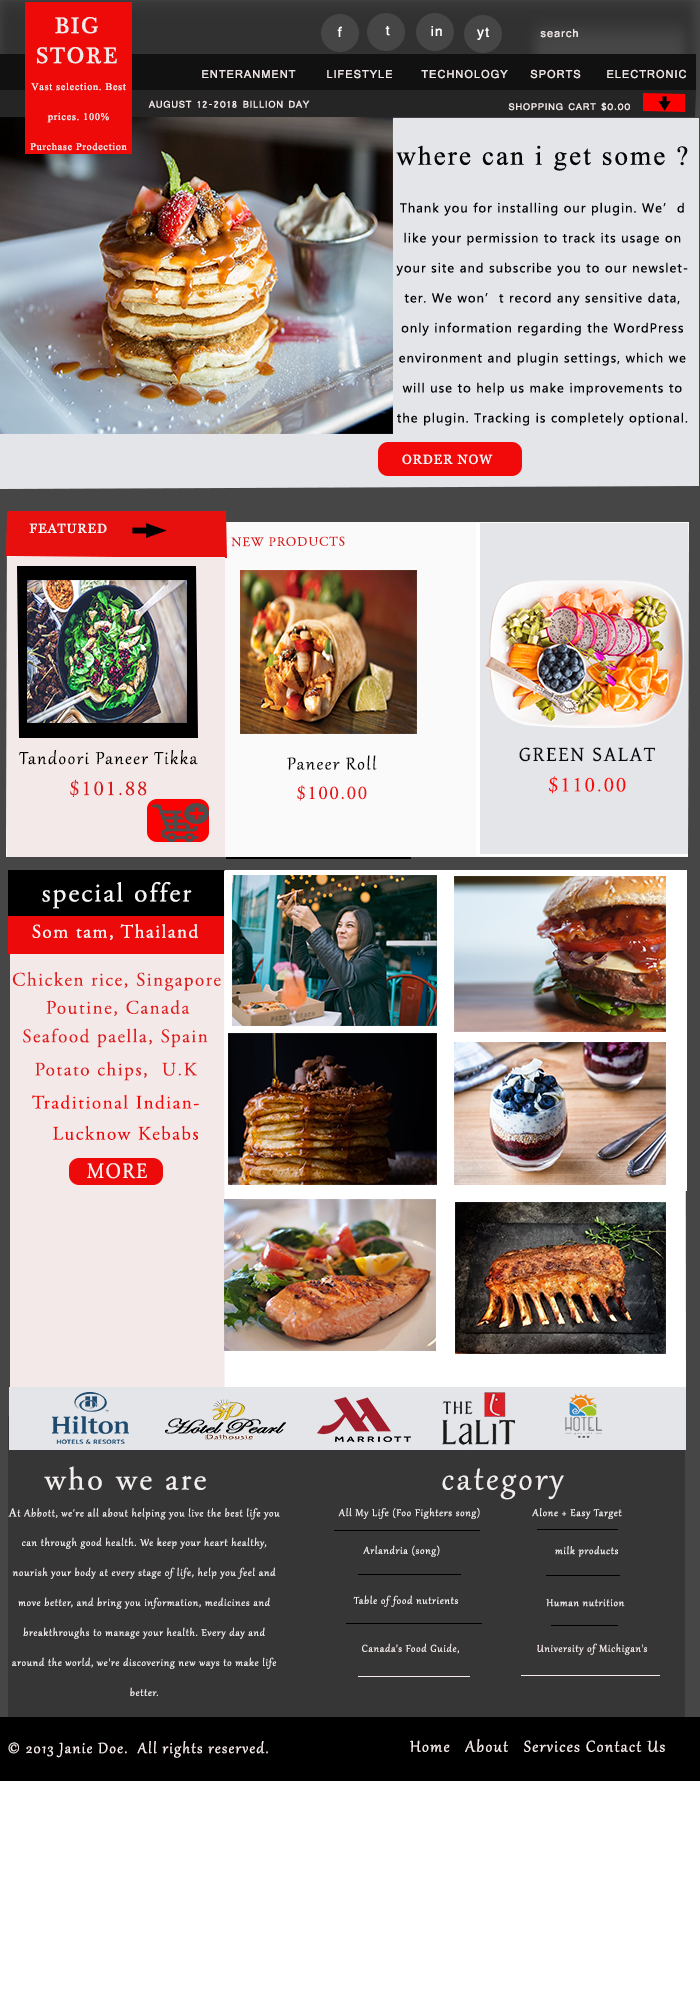 BIG
STORE
Vast selection. Best
prices. 100%
Purchase Prodection
f t in yt
search
ENTERANMENT LIFESTYLE TECHNOLOGY SPORTS ELECTRONIC
AUGUST 12-2018 BILLION DAY
SHOPPING CART $0.00
where can i get some ?
Thank you for installing our plugin. We’d
like your permission to track its usage on
your site and subscribe you to our newslet-
ter. We won’t record any sensitive data,
only information regarding the WordPress
environment and plugin settings, which we
will use to help us make improvements to
the plugin. Tracking is completely optional.
ORDER NOW
FEATURED
NEW PRODUCTS
Tandoori Paneer Tikka
$101.88
Paneer Roll
$100.00
GREEN SALAT
$110.00
special offer
Som tam, Thailand
Chicken rice, Singapore
Poutine, Canada
Seafood paella, Spain
Potato chips, U.K
Traditional Indian-
Lucknow Kebabs
MORE
Hilton
HOTELS & RESORTS
Hotel Pearl
Dalhousie
MARRIOTT
THE
LaLiT
HOTEL
who we are
At Abbott, we're all about helping you live the best life you
can through good health. We keep your heart healthy,
nourish your body at every stage of life, help you feel and
move better, and bring you information, medicines and
breakthroughs to manage your health. Every day and
around the world, we're discovering new ways to make life
better.
category
All My Life (Foo Fighters song)
Alone + Easy Target
Arlandria (song)
milk products
Table of food nutrients
Human nutrition
Canada's Food Guide,
University of Michigan's
© 2013 Janie Doe. All rights reserved.
Home About Services Contact Us